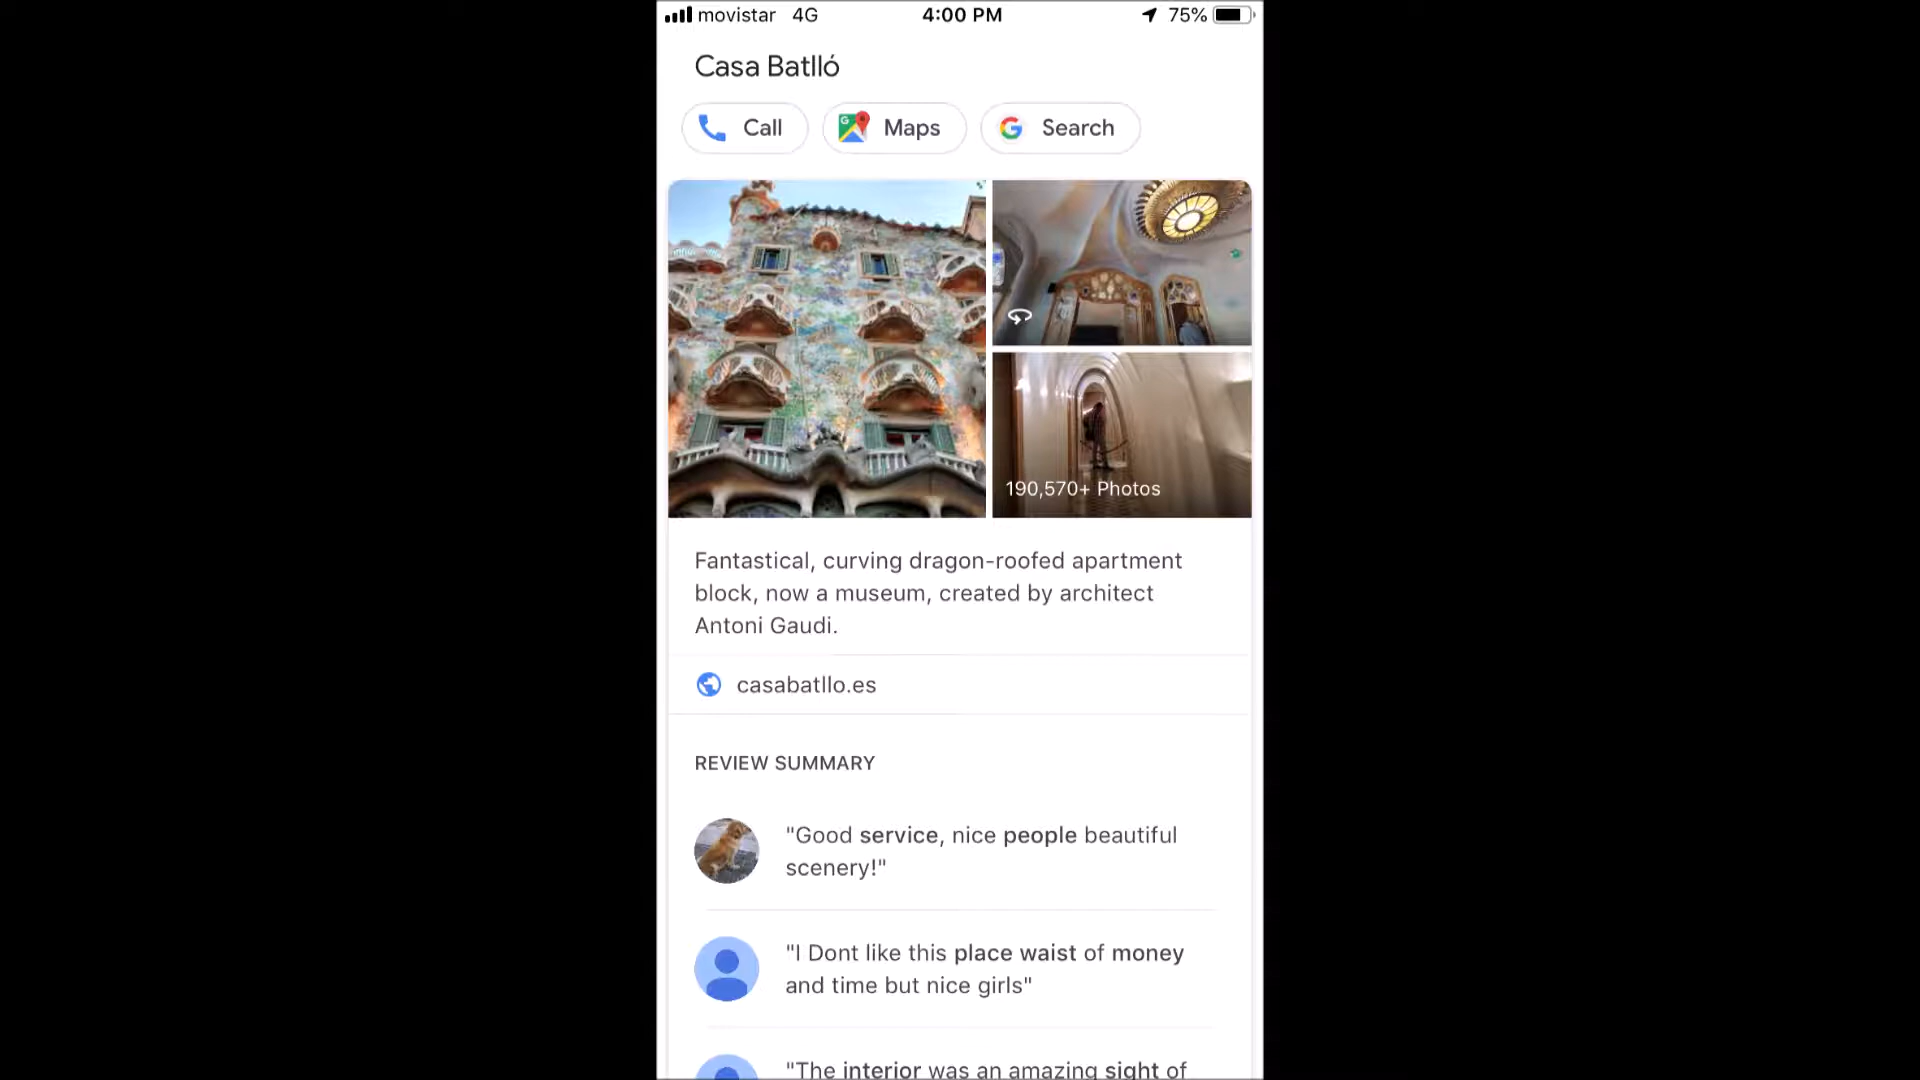 movistar 4G 4:00 PM 75%
Casa Batlló
Call Maps Search
190,570+ Photos
Fantastical, curving dragon-roofed apartment
block, now a museum, created by architect
Antoni Gaudi.
casabatllo.es
REVIEW SUMMARY
"Good service, nice people beautiful
scenery!"
"I Dont like this place waist of money
and time but nice girls"
"The interior was an amazing sight of